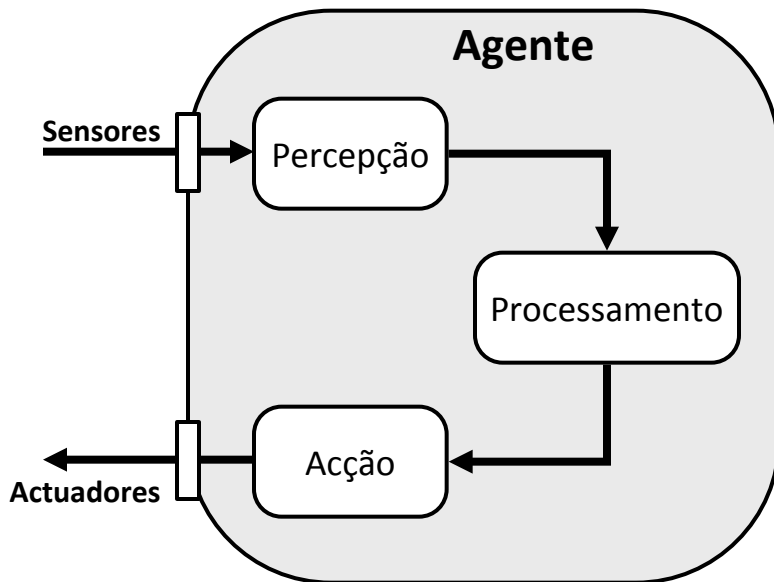 Agente
Sensores
Percepção
Processamento
Acção
Actuadores